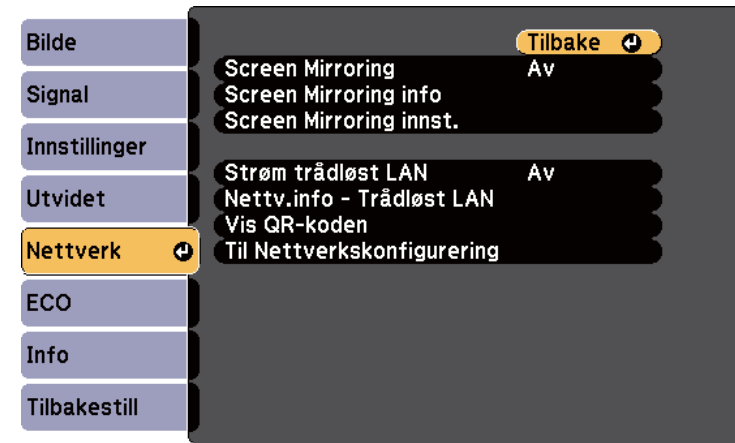 Bilde
Signal
Innstillinger
Utvidet
Nettverk
ECO
Info
Tilbakestill
Tilbake
Screen Mirroring Av
Screen Mirroring info
Screen Mirroring innst.
Strøm trådløst LAN Av
Nettv.info - Trådløst LAN
Vis QR-koden
Til Nettverkskonfigurering